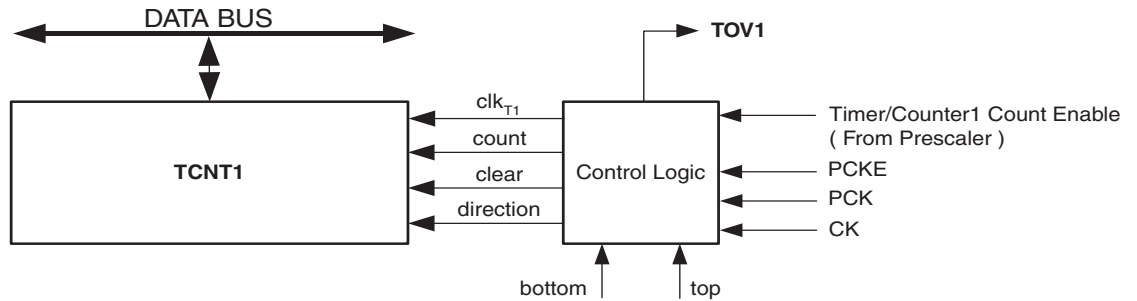 DATA BUS
TOV1
clkT1
count
clear
direction
TCNT1
Control Logic
Timer/Counter1 Count Enable
( From Prescaler )
PCKE
PCK
CK
bottom
top